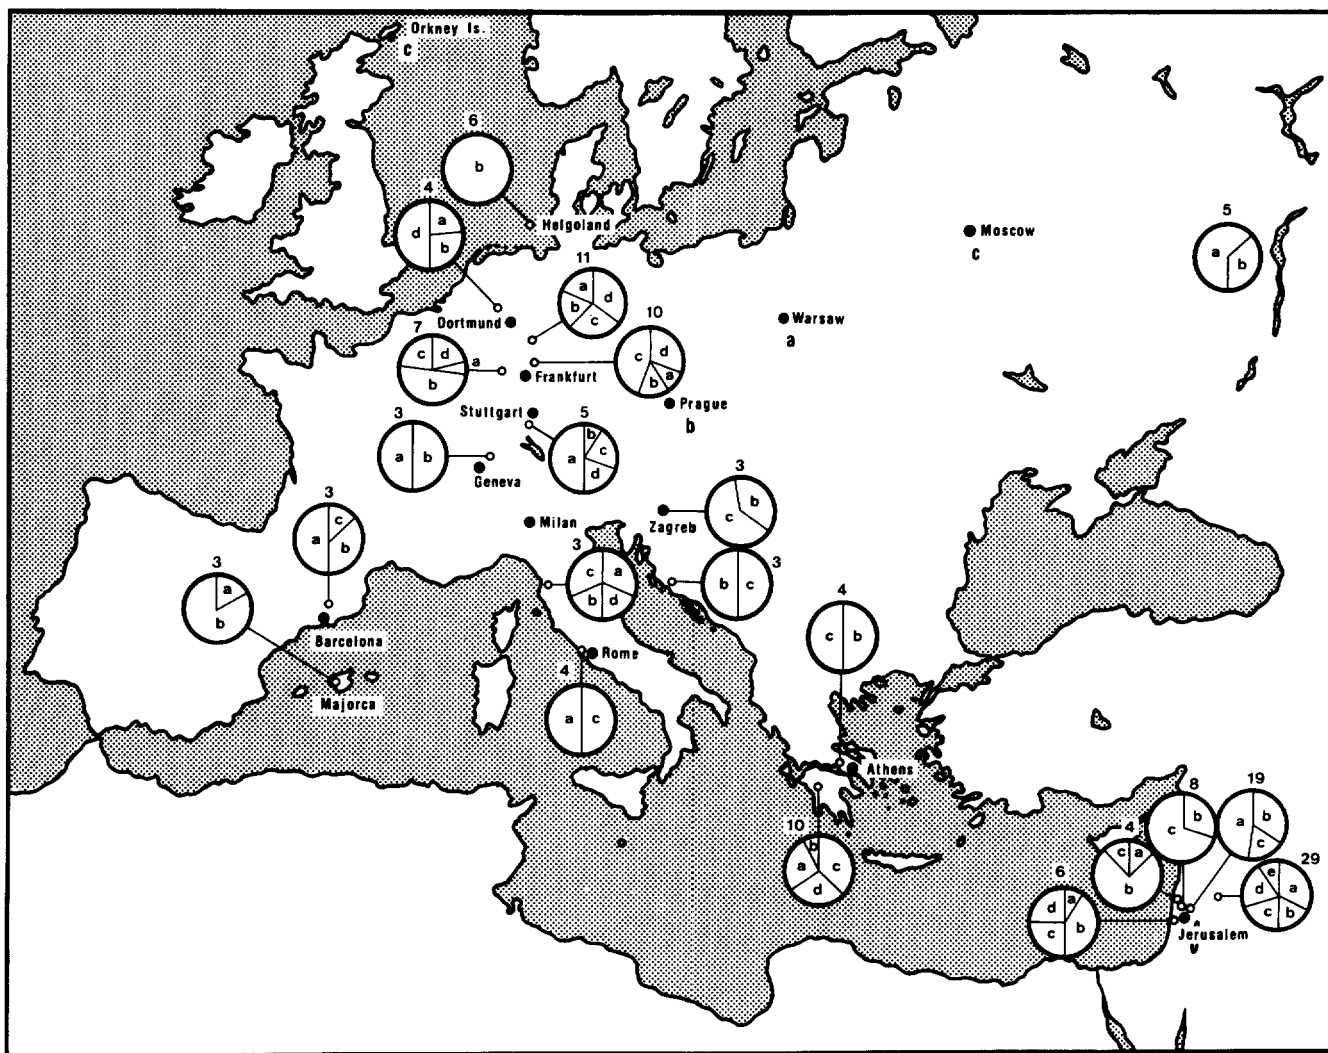 Orkney Is.
c
6
b
Helgoland
4
d
a
b
5
a
b
Moscow
c
11
a
d
b
c
Dortmund
Warsaw
a
10
c
d
a
b
7
c
d
a
b
Frankfurt
Prague
b
Stuttgart
5
b
c
a
d
3
a
b
Geneva
3
b
c
Zagreb
Milan
3
a
c
b
3
a
b
Barcelona
Majorca
3
c
a
b
d
3
b
c
Rome
4
a
c
4
c
b
Athens
10
b
a
c
d
8
b
c
19
a
b
c
4
c
a
b
29
e
d
a
c
b
6
d
a
c
b
Jerusalem